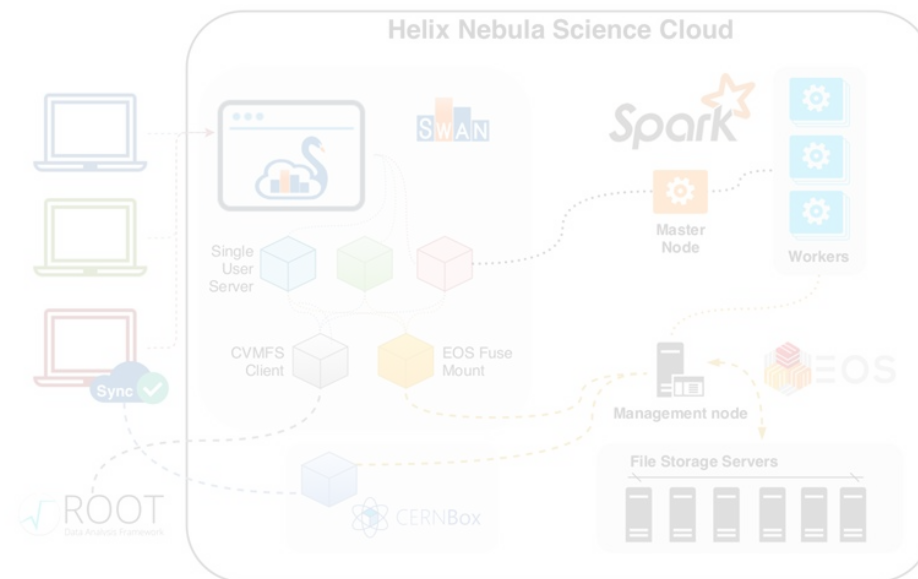 Helix Nebula Science Cloud
SWAN
Spark
Single
User
Server
Master
Node
Workers
CVMFS
Client
EOS Fuse
Mount
EOS
Sync
Management node
File Storage Servers
ROOT
Data Analysis Framework
CERNBox